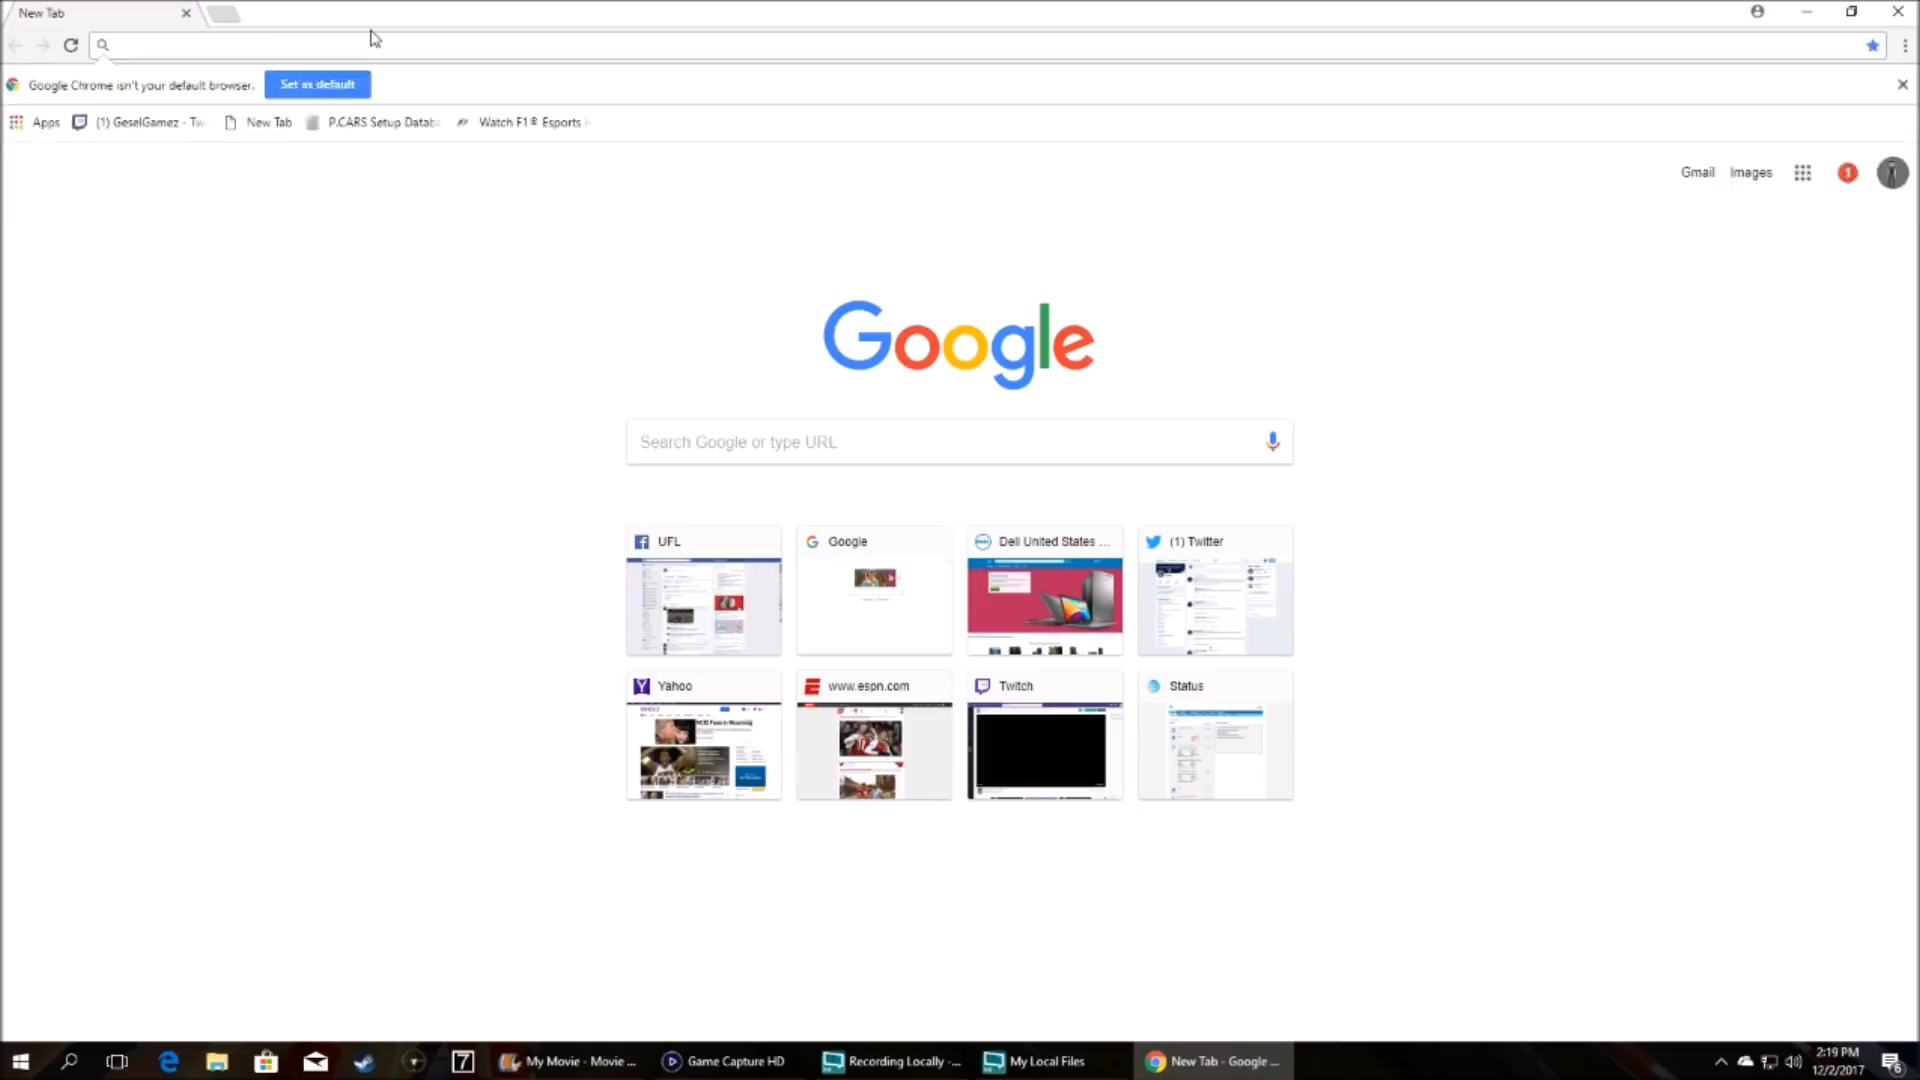 New Tab
Google Chrome isn't your default browser. Set as default
Apps (1) GeselGamez - Tw New Tab P.CARS Setup Datab Watch F1® Esports
Gmail Images 1
Google
Search Google or type URL
UFL Google Dell United States ... (1) Twitter
Yahoo www.espn.com Twitch Status
My Movie - Movie ... Game Capture HD Recording Locally -... My Local Files New Tab - Google ... 2:19 PM
12/2/2017 6